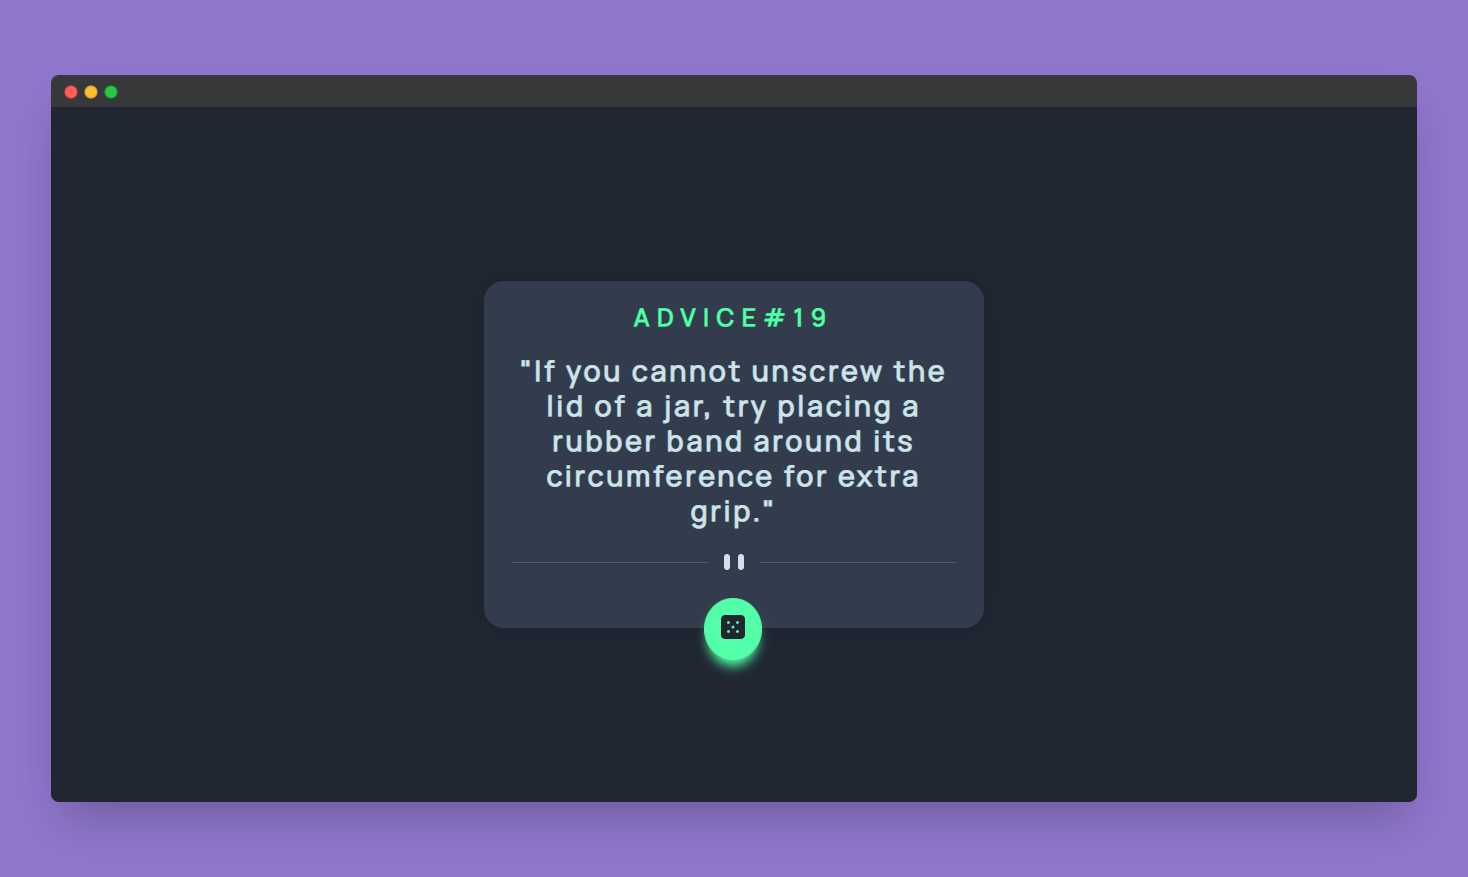 ADVICE#19
"If you cannot unscrew the
lid of a jar, try placing a
rubber band around its
circumference for extra
grip."